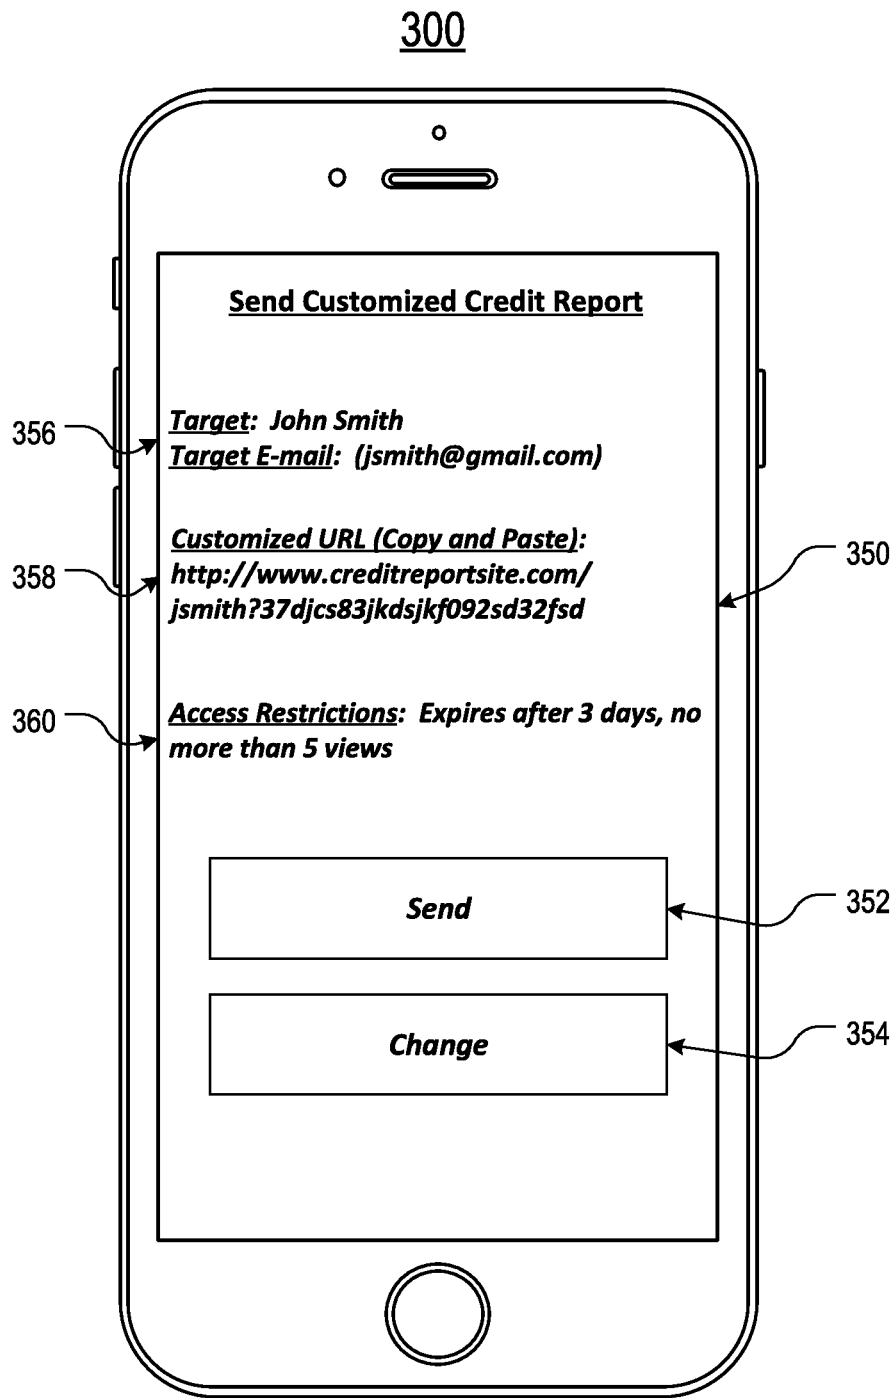 300
Send Customized Credit Report
356
Target: John Smith
Target E-mail: (jsmith@gmail.com)
Customized URL (Copy and Paste):
358
http://www.creditreportsite.com/
jsmith?37djcs83jkdsjkf092sd32fsd
350
360
Access Restrictions: Expires after 3 days, no
more than 5 views
Send
352
Change
354